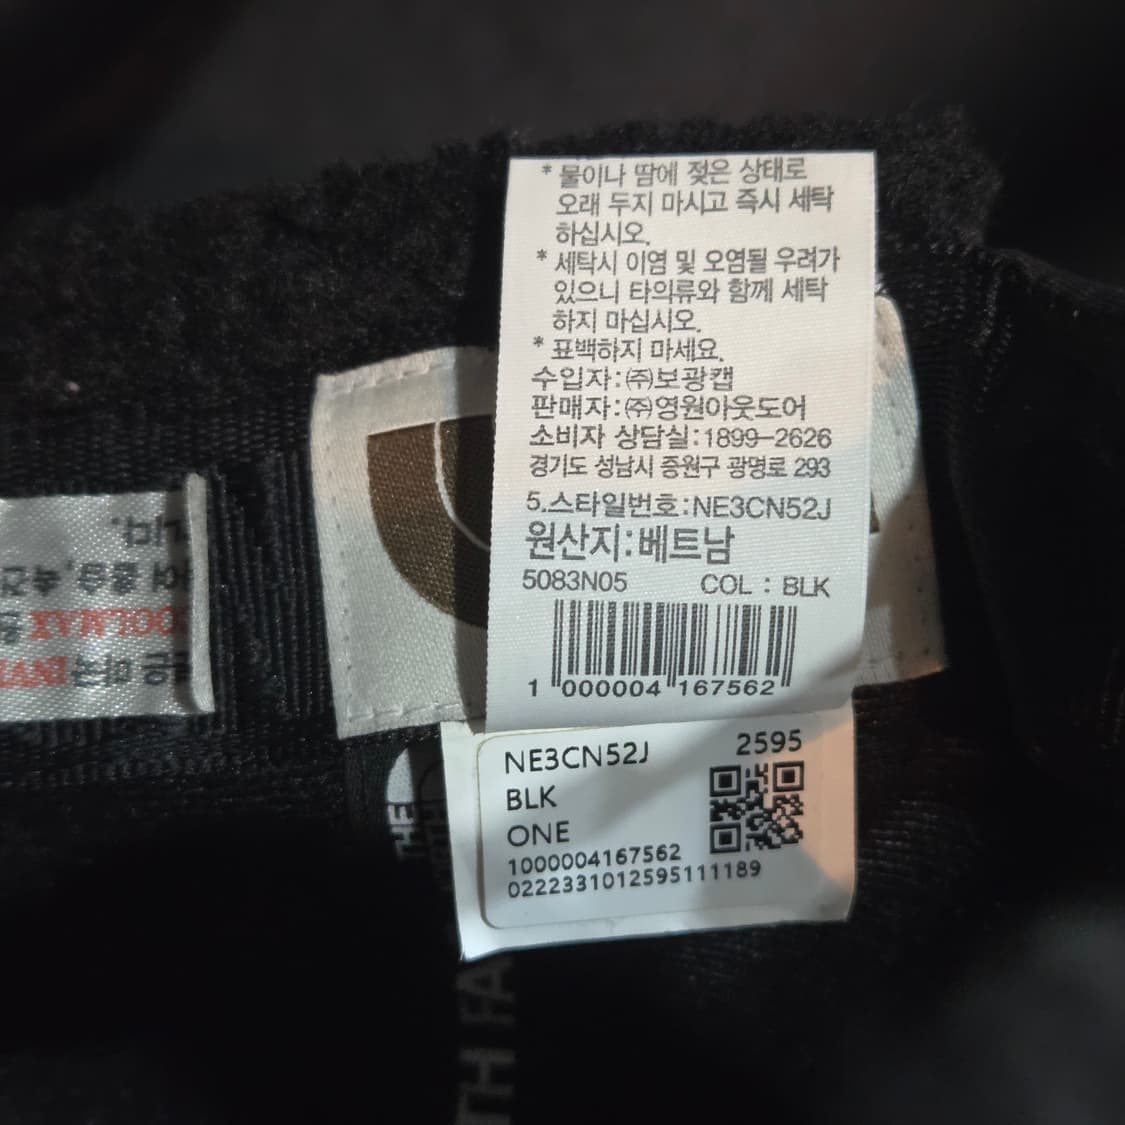 * 물이나 땀에 젖은 상태로
오래 두지 마시고 즉시 세탁
하십시오.
* 세탁시 이염 및 오염될 우려가
있으니 타의류와 함께 세탁
하지 마십시오.
* 표백하지 마세요.
수입자:㈜보광캡
판매자:㈜영원아웃도어
소비자 상담실:1899-2626
경기도 성남시 중원구 광명로 293
5.스타일번호:NE3CN52J
원산지:베트남
5083N05 COL : BLK
1 000004 167562
NE3CN52J 2595
BLK
ONE
1000004167562
0222331012595111189
THE
TH FA